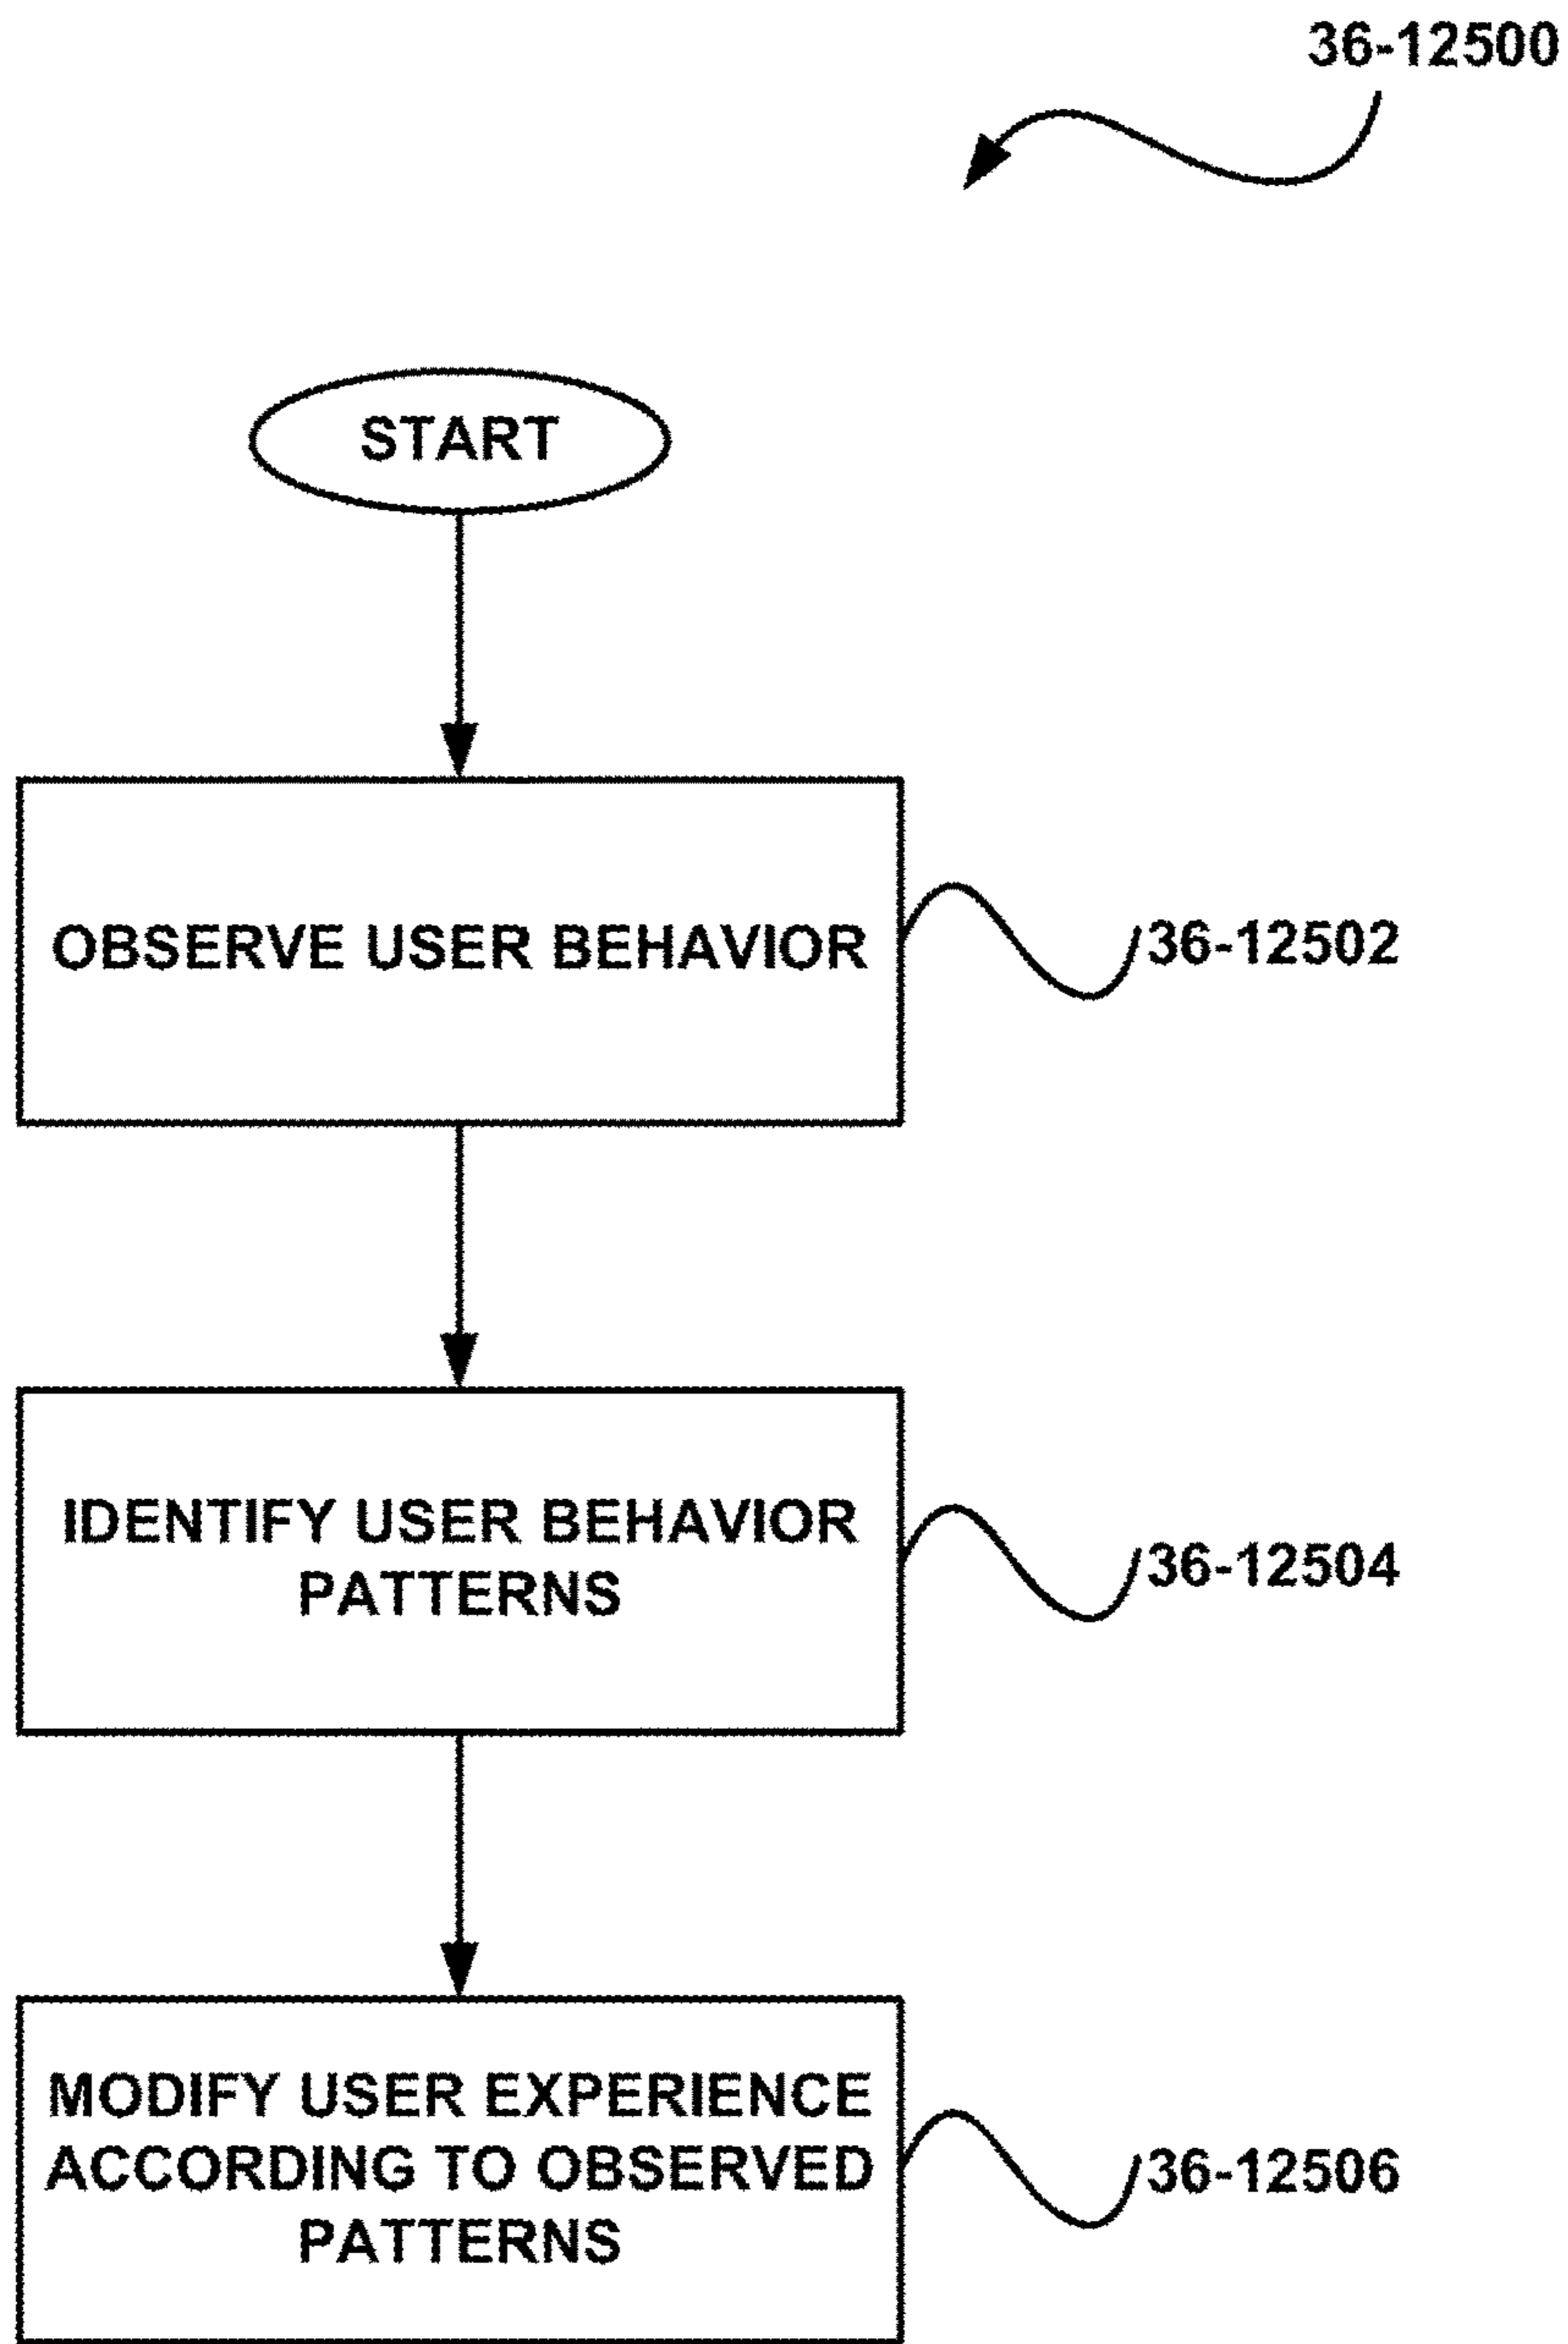 36-12500
START
OBSERVE USER BEHAVIOR
36-12502
IDENTIFY USER BEHAVIOR
PATTERNS
36-12504
MODIFY USER EXPERIENCE
ACCORDING TO OBSERVED
PATTERNS
36-12506